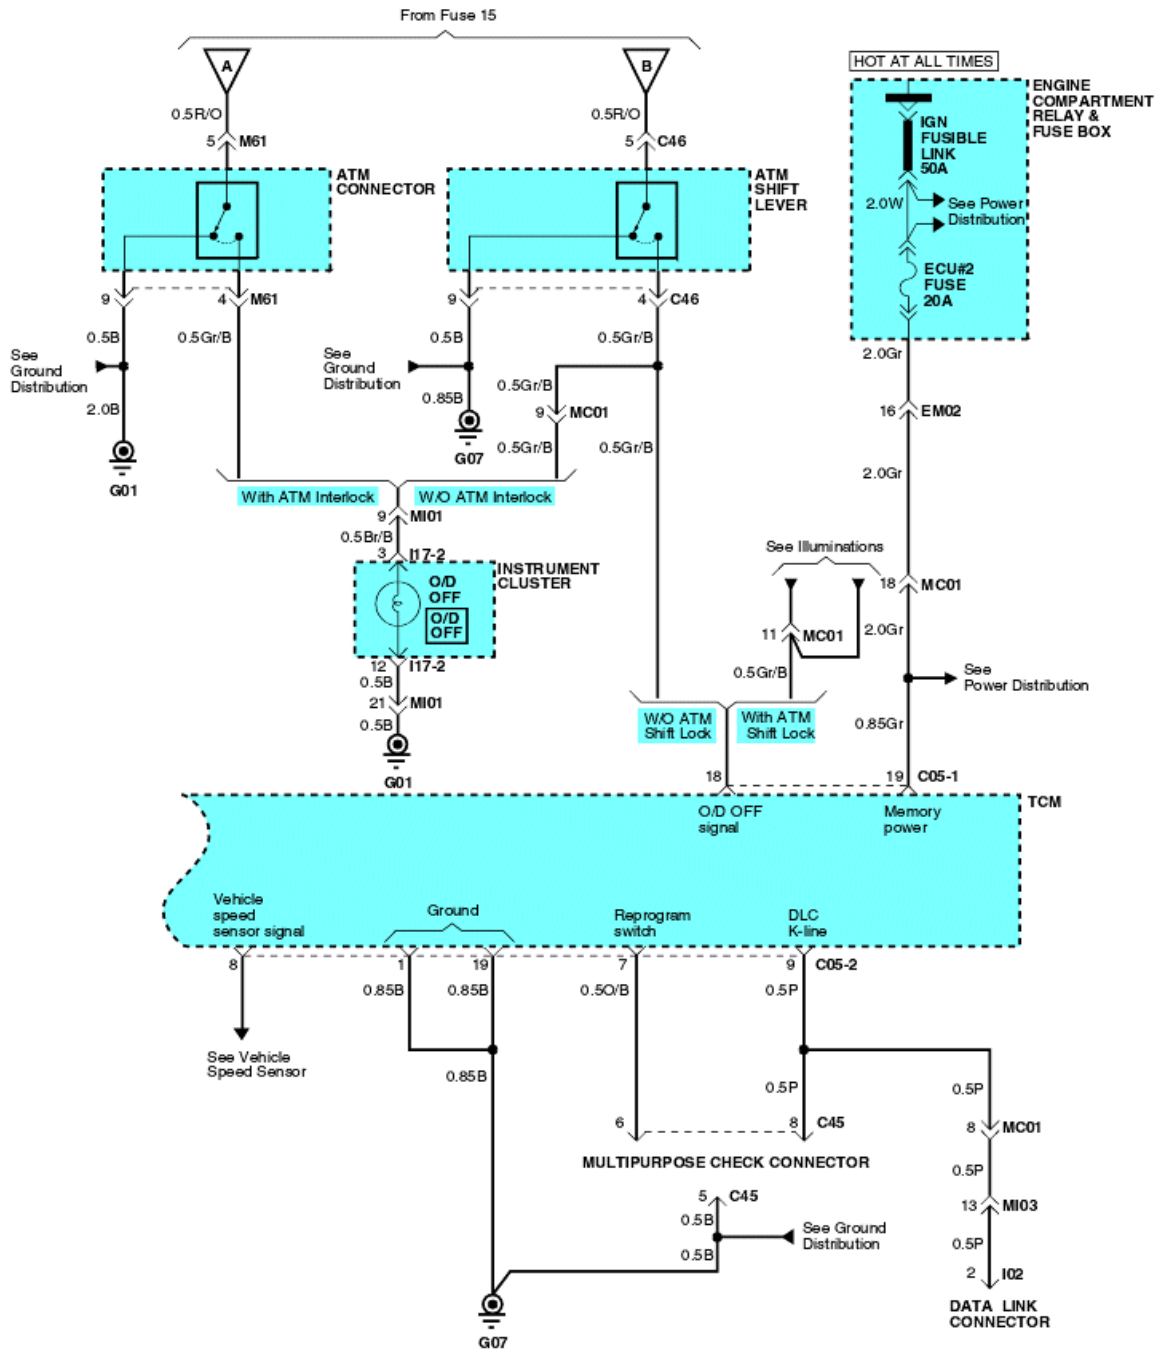 From Fuse 15
A
B
HOT AT ALL TIMES
0.5R/O
0.5R/O
5
M61
5
C46
ENGINE
COMPARTMENT
RELAY &
FUSE BOX
IGN
FUSIBLE
LINK
50A
ATM
CONNECTOR
ATM
SHIFT
LEVER
2.0W
See Power
Distribution
ECU#2
FUSE
20A
9
4
M61
9
4
C46
0.5B
0.5Gr/B
0.5B
0.5Gr/B
2.0Gr
See
Ground
Distribution
See
Ground
Distribution
0.5Gr/B
2.0B
0.85B
9
MC01
16
EM02
0.5Gr/B
0.5Gr/B
G01
G07
2.0Gr
With ATM Interlock
W/O ATM Interlock
9
MI01
0.5Br/B
3
I17-2
See Illuminations
INSTRUMENT
CLUSTER
O/D
OFF
O/D
OFF
18
MC01
11
MC01
2.0Gr
12
I17-2
0.5B
0.5Gr/B
See
Power Distribution
21
MI01
0.5B
W/O ATM
Shift Lock
With ATM
Shift Lock
0.85Gr
G01
18
19
C05-1
TCM
O/D OFF
signal
Memory
power
Vehicle
speed
sensor signal
Ground
Reprogram
switch
DLC
K-line
8
1
19
7
9
C05-2
0.85B
0.85B
0.5O/B
0.5P
See Vehicle
Speed Sensor
0.85B
0.5P
0.5P
6
8
C45
8
MC01
MULTIPURPOSE CHECK CONNECTOR
0.5P
5
C45
13
MI03
0.5B
See Ground
Distribution
0.5B
0.5P
2
I02
DATA LINK
CONNECTOR
G07